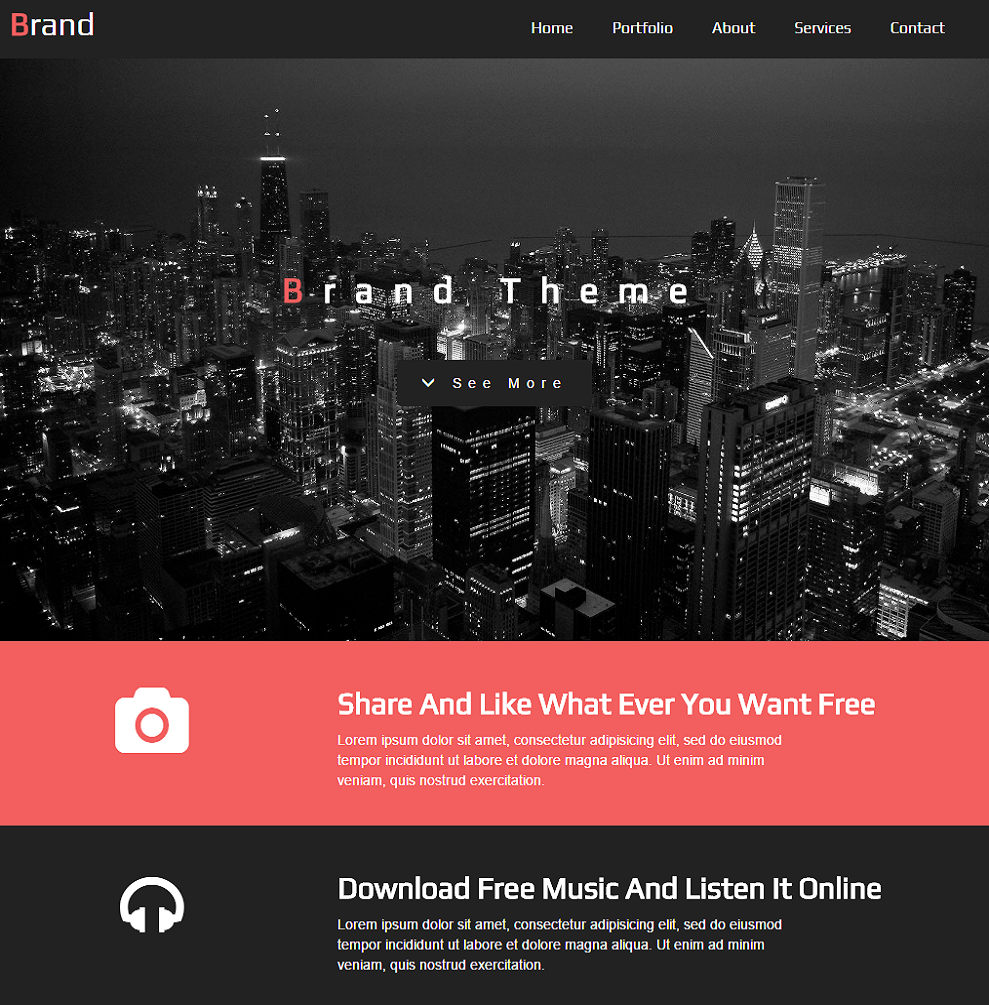 Brand
Home Portfolio About Services Contact
Brand Theme
See More
Share And Like What Ever You Want Free
Lorem ipsum dolor sit amet, consectetur adipisicing elit, sed do eiusmod
tempor incididunt ut labore et dolore magna aliqua. Ut enim ad minim
veniam, quis nostrud exercitation.
Download Free Music And Listen It Online
Lorem ipsum dolor sit amet, consectetur adipisicing elit, sed do eiusmod
tempor incididunt ut labore et dolore magna aliqua. Ut enim ad minim
veniam, quis nostrud exercitation.